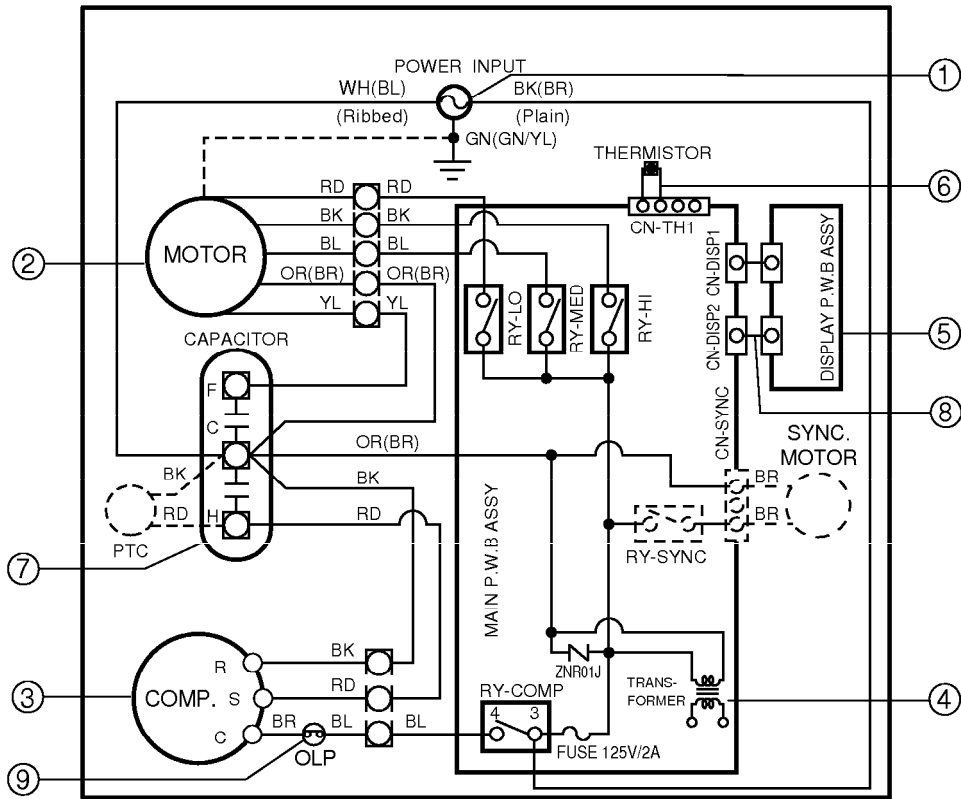 POWER INPUT
1
WH(BL)
BK(BR)
(Ribbed)
(Plain)
GN(GN/YL)
THERMISTOR
6
CN-TH1
RD
RD
BK
BK
BL
BL
OR(BR)
OR(BR)
YL
YL
MOTOR
2
RY-LO
RY-MED
RY-HI
CN-DISP1
CN-DISP2
DISPLAY P.W.B ASSY
5
8
CAPACITOR
F
C
H
CN-SYNC
SYNC.
MOTOR
BR
BR
OR(BR)
BK
BK
RD
RD
PTC
7
MAIN P.W.B ASSY
RY-SYNC
ZNR01J
TRANS-
FORMER
4
3
COMP.
R
S
C
BK
RD
BR
BL
BL
OLP
9
RY-COMP
4
3
FUSE 125V/2A